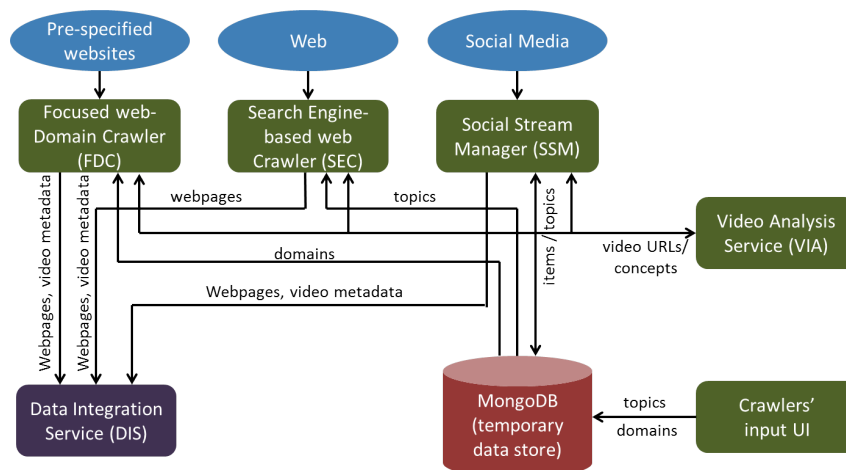 Pre-specified
websites
Web
Social Media
Focused web-
Domain Crawler
(FDC)
Search Engine-
based web
Crawler (SEC)
Social Stream
Manager (SSM)
webpages
topics
Webpages, video metadata
Webpages, video metadata
items / topics
Video Analysis
Service (VIA)
video URLs/
concepts
domains
Webpages, video metadata
Data Integration
Service (DIS)
MongoDB
(temporary
data store)
topics
domains
Crawlers’
input UI